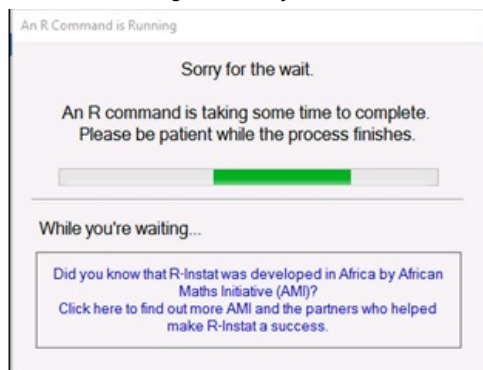 An R Command is Running
Sorry for the wait.
An R command is taking some time to complete.
Please be patient while the process finishes.
While you're waiting...
Did you know that R-Instat was developed in Africa by African
Maths Initiative (AMI)?
Click here to find out more AMI and the partners who helped
make R-Instat a success.